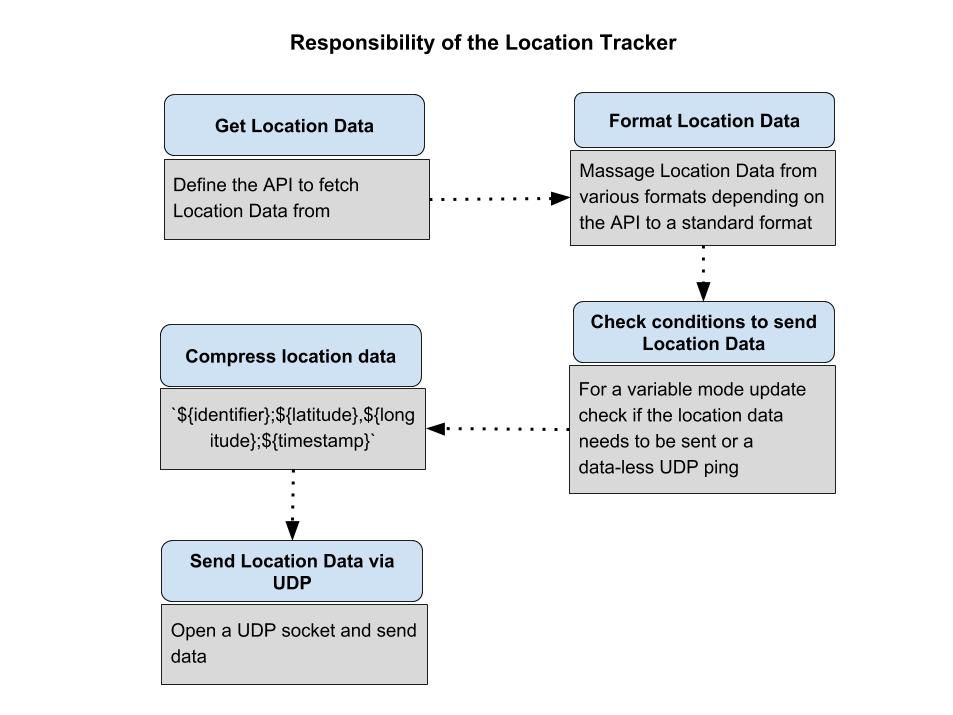 Responsibility of the Location Tracker
Get Location Data
Define the API to fetch
Location Data from
Format Location Data
Massage Location Data from
various formats depending on
the API to a standard format
Check conditions to send
Location Data
For a variable mode update
check if the location data
needs to be sent or a
data-less UDP ping
Compress location data
`${identifier};${latitude},${long
itude};${timestamp}`
Send Location Data via
UDP
Open a UDP socket and send
data